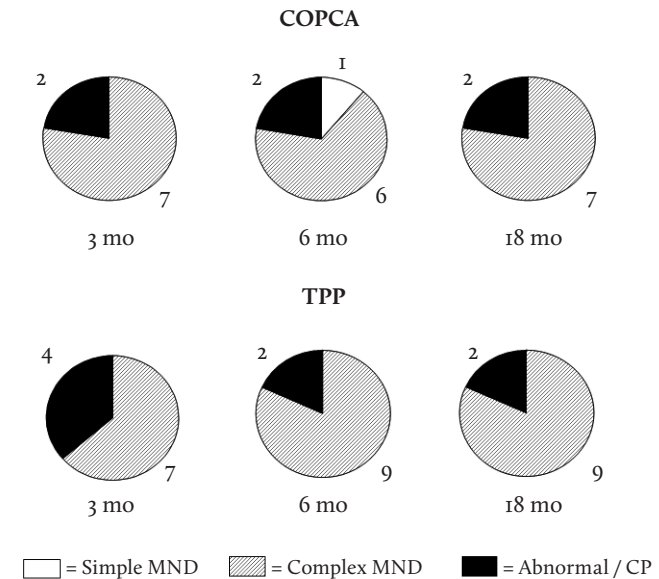 COPCA
2
7
3 mo
2
1
6
6 mo
2
7
18 mo
TPP
4
7
3 mo
2
9
6 mo
2
9
18 mo
= Simple MND
= Complex MND
= Abnormal / CP